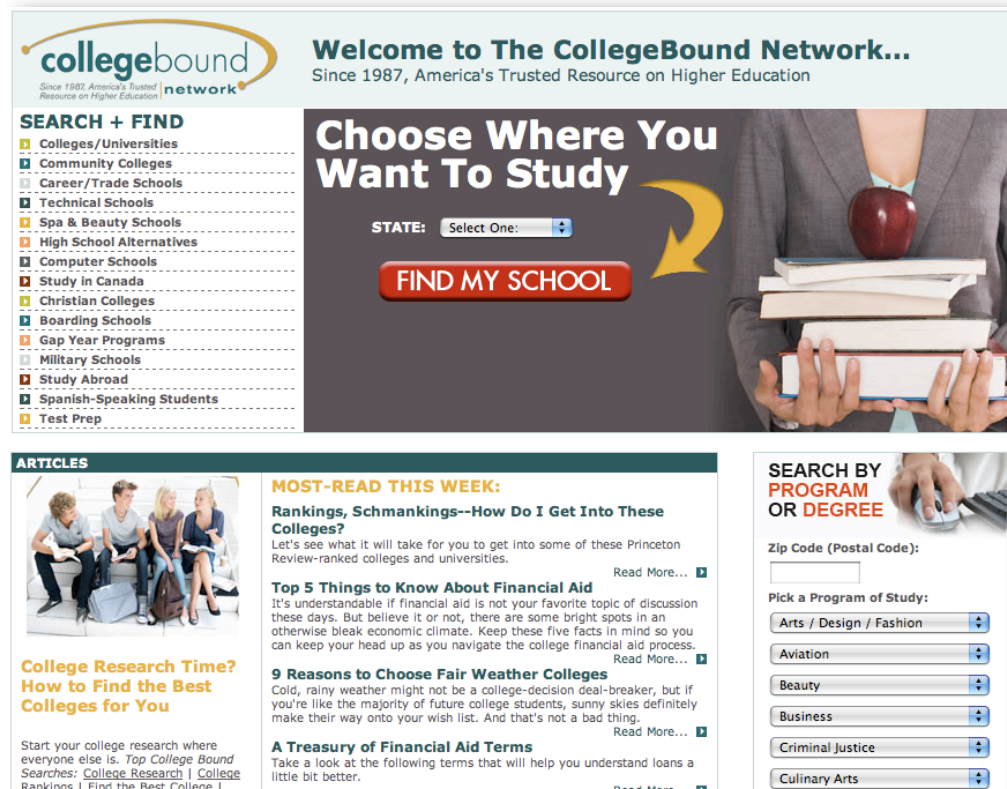 collegebound
Since 1987, America's Trusted
Resource on Higher Education
network
Welcome to The CollegeBound Network...
Since 1987, America's Trusted Resource on Higher Education
SEARCH + FIND
Colleges/Universities
Community Colleges
Career/Trade Schools
Technical Schools
Spa & Beauty Schools
High School Alternatives
Computer Schools
Study in Canada
Christian Colleges
Boarding Schools
Gap Year Programs
Military Schools
Study Abroad
Spanish-Speaking Students
Test Prep
Choose Where You
Want To Study
STATE: Select One:
FIND MY SCHOOL
ARTICLES
College Research Time?
How to Find the Best
Colleges for You
Start your college research where
everyone else is. Top College Bound
Searches: College Research | College
Rankings | Find the Best College |
MOST-READ THIS WEEK:
Rankings, Schmankings--How Do I Get Into These
Colleges?
Let's see what it will take for you to get into some of these Princeton
Review-ranked colleges and universities.
Read More...
Top 5 Things to Know About Financial Aid
It's understandable if financial aid is not your favorite topic of discussion
these days. But believe it or not, there are some bright spots in an
otherwise bleak economic climate. Keep these five facts in mind so you
can keep your head up as you navigate the college financial aid process.
Read More...
9 Reasons to Choose Fair Weather Colleges
Cold, rainy weather might not be a college-decision deal-breaker, but if
you're like the majority of future college students, sunny skies definitely
make their way onto your wish list. And that's not a bad thing.
Read More...
A Treasury of Financial Aid Terms
Take a look at the following terms that will help you understand loans a
little bit better.
Read More...
SEARCH BY
PROGRAM
OR DEGREE
Zip Code (Postal Code):
Pick a Program of Study:
Arts / Design / Fashion
Aviation
Beauty
Business
Criminal Justice
Culinary Arts